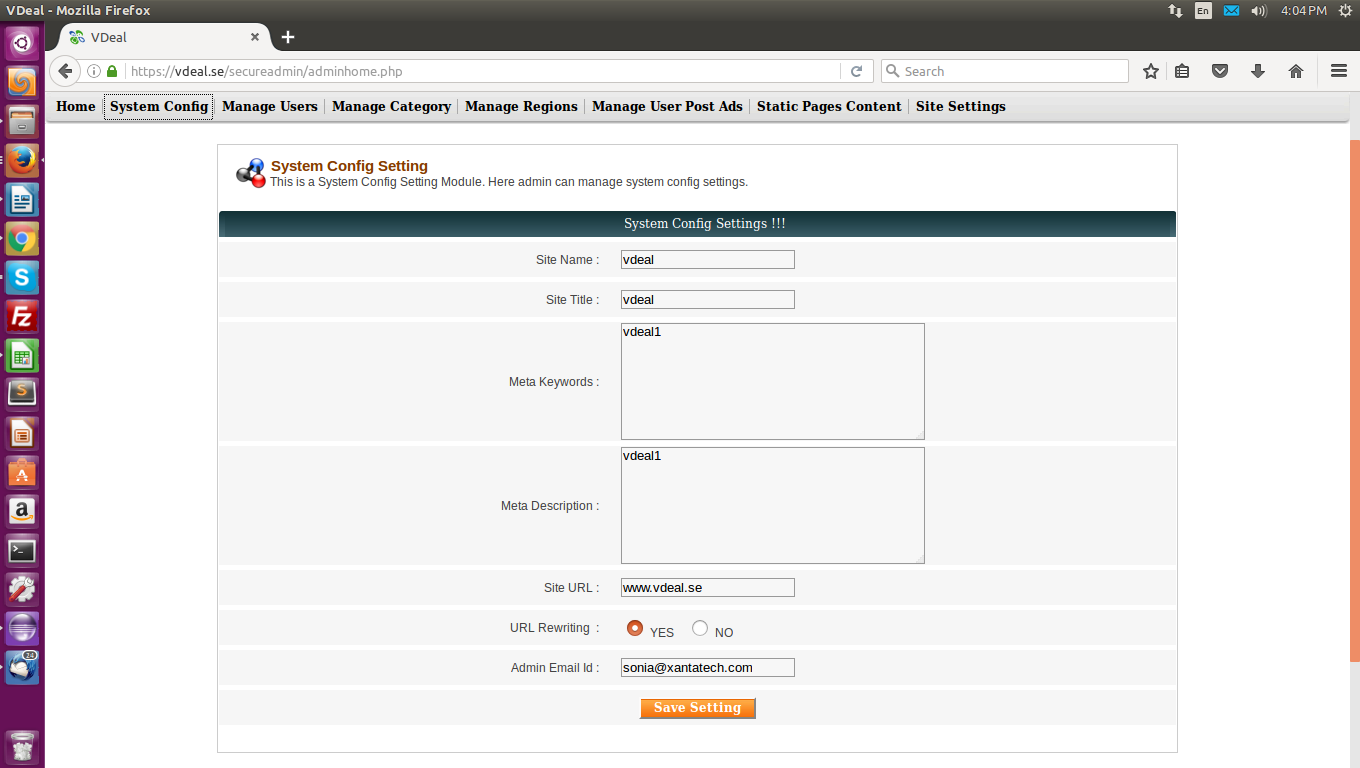 VDeal - Mozilla Firefox
En
4:04 PM
VDeal
https://vdeal.se/secureadmin/adminhome.php
Search
Home System Config Manage Users Manage Category Manage Regions Manage User Post Ads Static Pages Content Site Settings
System Config Setting
This is a System Config Setting Module. Here admin can manage system config settings.
System Config Settings !!!
Site Name : vdeal
Site Title : vdeal
Meta Keywords : vdeal1
Meta Description : vdeal1
Site URL : www.vdeal.se
URL Rewriting : YES NO
Admin Email Id : sonia@xantatech.com
Save Setting